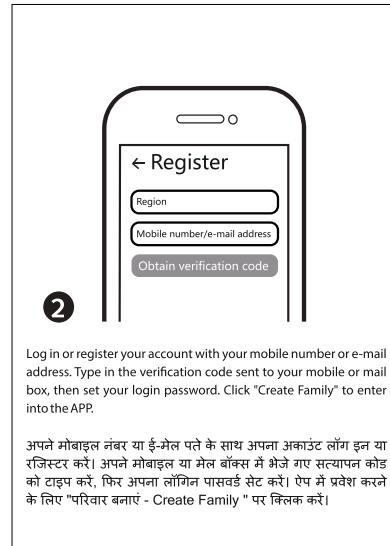 ← Register
Region
Mobile number/e-mail address
Obtain verification code
2
Log in or register your account with your mobile number or e-mail
address. Type in the verification code sent to your mobile or mail
box, then set your login password. Click "Create Family" to enter
into the APP.
अपने मोबाइल नंबर या ई-मेल पते के साथ अपना अकाउंट लॉग इन या
रजिस्टर करें। अपने मोबाइल या मेल बॉक्स में भेजे गए सत्यापन कोड
को टाइप करें, फिर अपना लॉगिन पासवर्ड सेट करें। ऐप में प्रवेश करने
के लिए "परिवार बनाएं - Create Family " पर क्लिक करें।